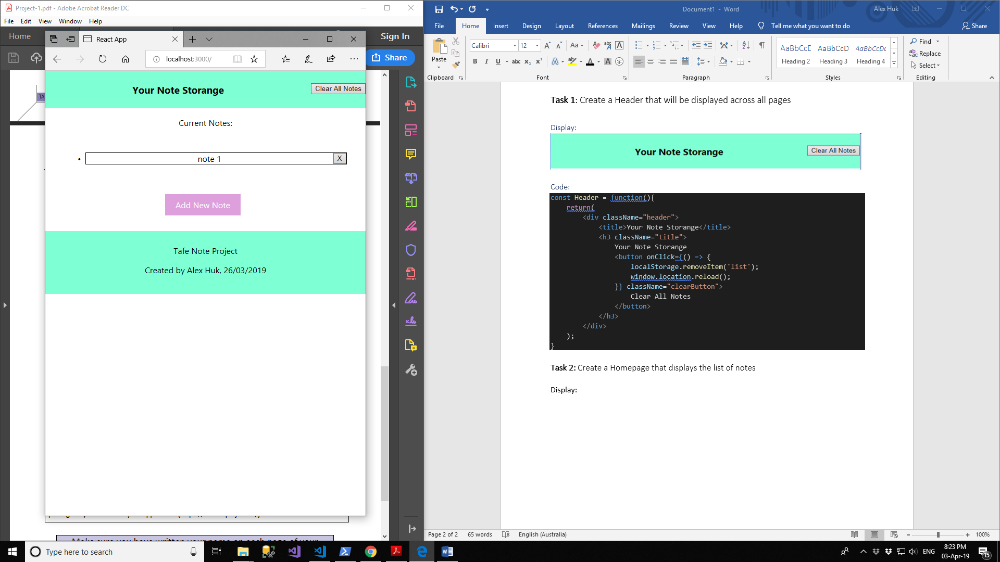 Project-1.pdf - Adobe Acrobat Reader DC
File Edit View Window Help
Home
Sign In
Share
TA
React App
localhost:3000/
Your Note Storange
Clear All Notes
Current Notes:
• note 1
X
Add New Note
Tafe Note Project
Created by Alex Huk, 26/03/2019
Document1 - Word
Alex Huk
File Home Insert Design Layout References Mailings Review View Help Tell me what you want to do
Share
Paste
Clipboard
Calibri
12
Font
Paragraph
AaBbCcD AaBbCcD AaBbCcDc
Heading 2 Heading 3 Heading 4
Styles
Find
Replace
Select
Editing
Task 1: Create a Header that will be displayed across all pages
Display:
Your Note Storange
Clear All Notes
Code:
const Header = function(){
return(
<div className="header">
<title>Your Note Storange</title>
<h3 className="title">
Your Note Storange
<button onClick={() => {
localStorage.removeItem('list');
window.location.reload();
}} className="clearButton">
Clear All Notes
</button>
</h3>
</div>
);
}
Task 2: Create a Homepage that displays the list of notes
Display:
Page 2 of 2 65 words English (Australia)
100%
Type here to search
ENG
8:23 PM
03-Apr-19
15